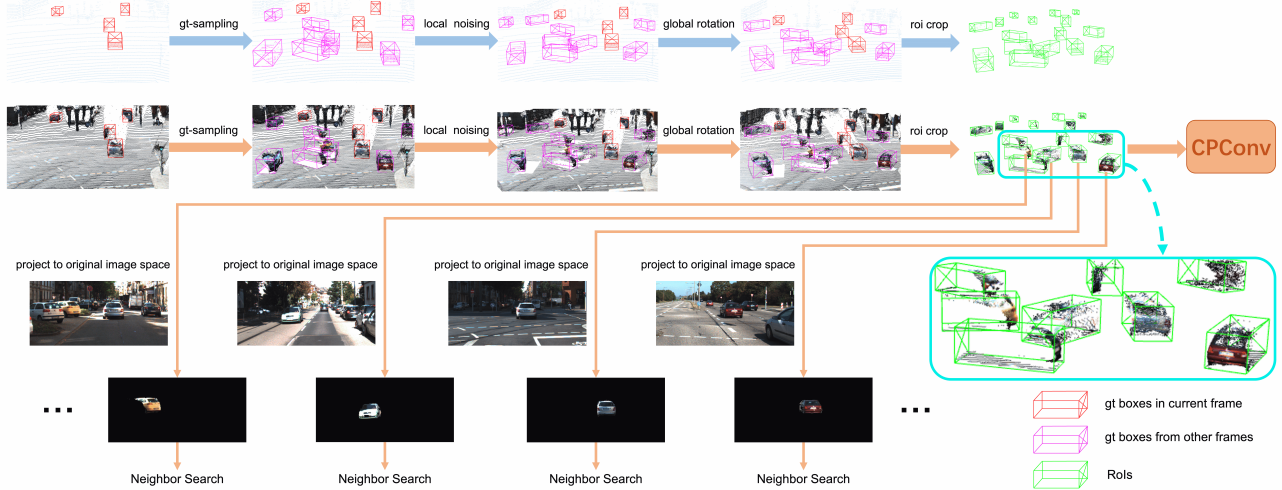 gt-sampling
local noising
global rotation
roi crop
gt-sampling
local noising
global rotation
roi crop
CPConv
project to original image space
project to original image space
project to original image space
project to original image space
...
...
gt boxes in current frame
gt boxes from other frames
RoIs
Neighbor Search
Neighbor Search
Neighbor Search
Neighbor Search